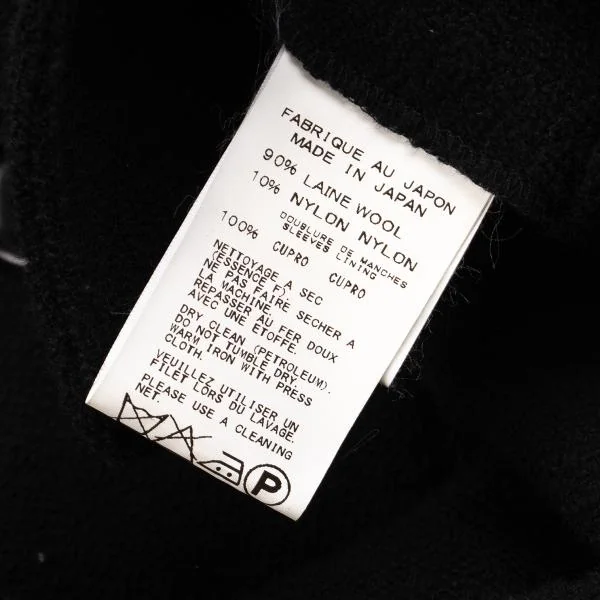 FABRIQUE AU JAPON
MADE IN JAPAN
90% LAINE WOOL
10% NYLON NYLON
DOUBLURE DE MANCHES
SLEEVES LINING
100% CUPRO CUPRO
NETTOYAGE A SEC
(ESSENCE F).
NE PAS FAIRE SECHER A
LA MACHINE.
REPASSER AU FER DOUX
AVEC UNE ETOFFE.
DRY CLEAN (PETROLEUM).
DO NOT TUMBLE DRY.
WARM IRON WITH PRESS
CLOTH.
VEUILLEZ UTILISER UN
FILET LORS DU LAVAGE.
PLEASE USE A CLEANING
NET.
P